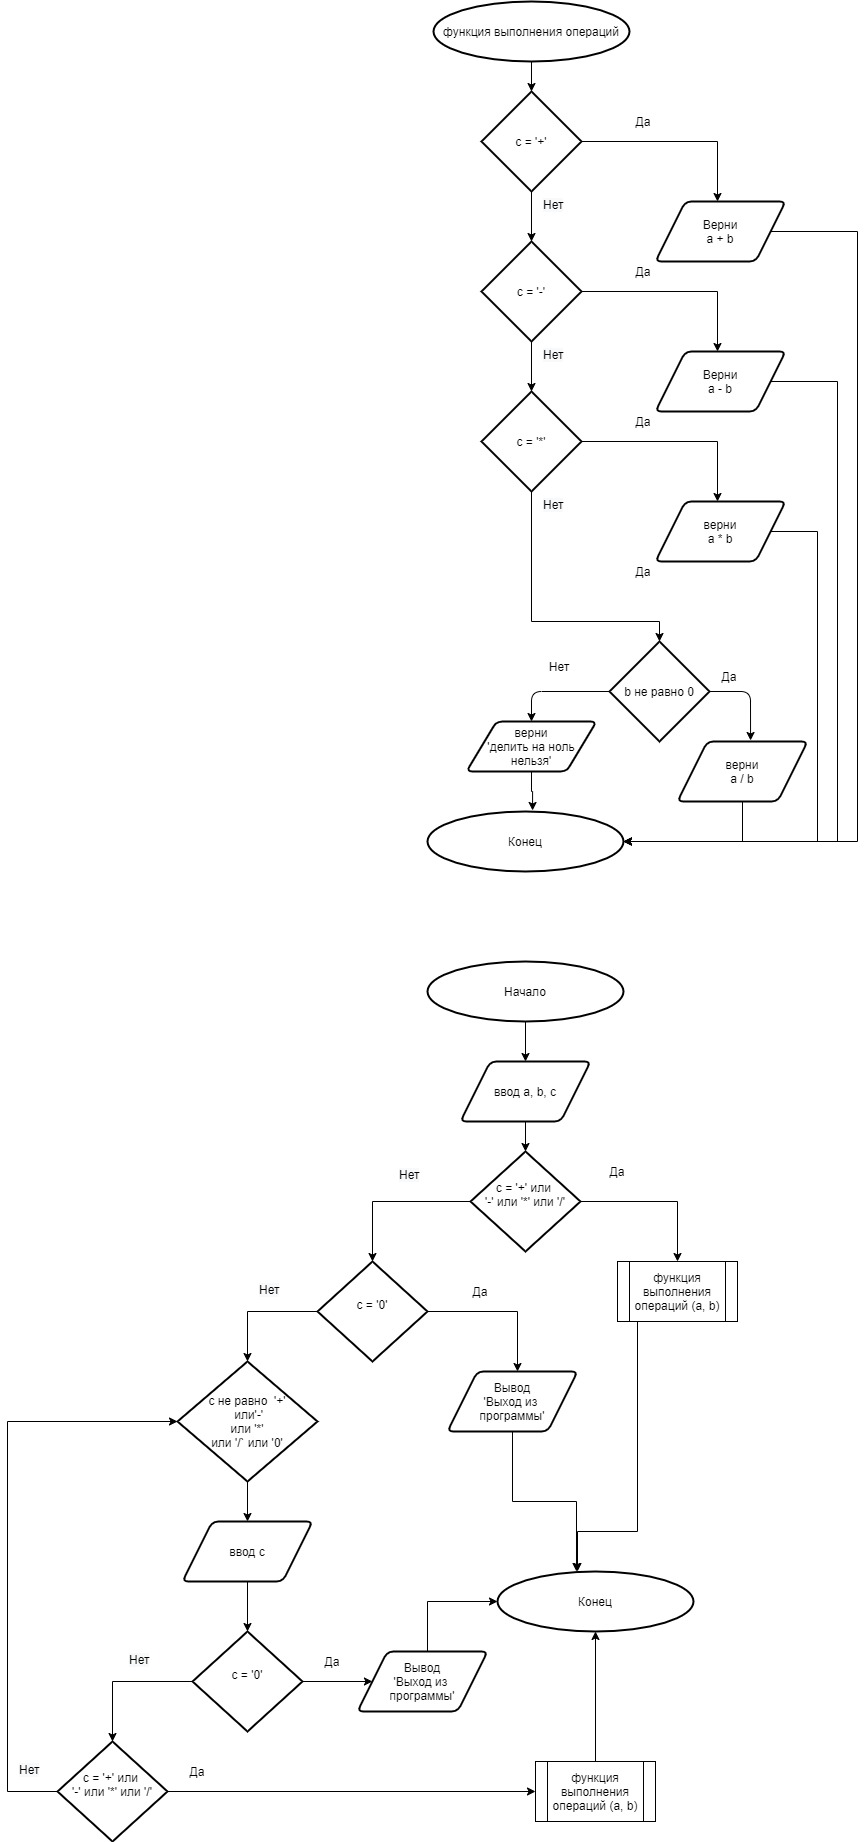 функция выполнения операций
Да
c = '+'
Нет
Верни
a + b
Да
c = '-'
Нет
Верни
a - b
Да
c = '*'
Нет
верни
a * b
Да
Нет
Да
b не равно 0
верни
'делить на ноль
нельзя'
верни
a / b
Конец
Начало
ввод a, b, c
Нет
Да
c = '+' или
'-' или '*' или '/'
функция
выполнения
операций (a, b)
Нет
Да
c = '0'
Вывод
'Выход из
программы'
c не равно '+'
или'-'
или '*'
или '/` или '0'
ввод c
Конец
Нет
Да
c = '0'
Вывод
'Выход из
программы'
Нет
Да
c = '+' или
'-' или '*' или '/'
функция
выполнения
операций (a, b)